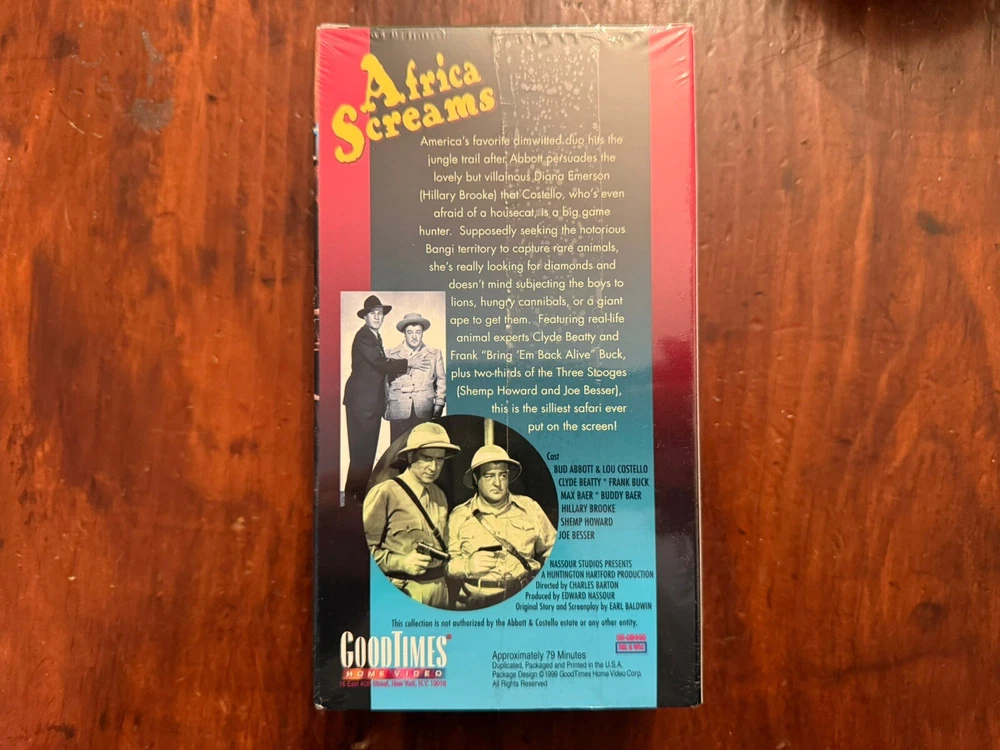 Africa
Screams
America's favorite dimwitted duo hits the
jungle trail after Abbott persuades the
lovely but villainous Diana Emerson
(Hillary Brooke) that Costello, who's even
afraid of a housecat, is a big game
hunter. Supposedly seeking the notorious
Bangi territory to capture rare animals,
she's really looking for diamonds and
doesn't mind subjecting the boys to
lions, hungry cannibals, or a giant
ape to get them. Featuring real-life
animal experts Clyde Beatty and
Frank "Bring 'Em Back Alive" Buck,
plus two-thirds of the Three Stooges
(Shemp Howard and Joe Besser),
this is the silliest safari ever
put on the screen!
Cast
BUD ABBOTT & LOU COSTELLO
CLYDE BEATTY * FRANK BUCK
MAX BAER * BUDDY BAER
HILLARY BROOKE
SHEMP HOWARD
JOE BESSER
NASSOUR STUDIOS PRESENTS
A HUNTINGTON HARTFORD PRODUCTION
Directed by CHARLES BARTON
Produced by EDWARD NASSOUR
Original Story and Screenplay by EARL BALDWIN
This collection is not authorized by the Abbott & Costello estate or any other entity.
GOODTIMES®
HOME VIDEO
16 East 40th Street, New York, N.Y. 10016
Approximately 79 Minutes
Duplicated, Packaged and Printed in the U.S.A.
Package Design ©1999 GoodTimes Home Video Corp.
All Rights Reserved